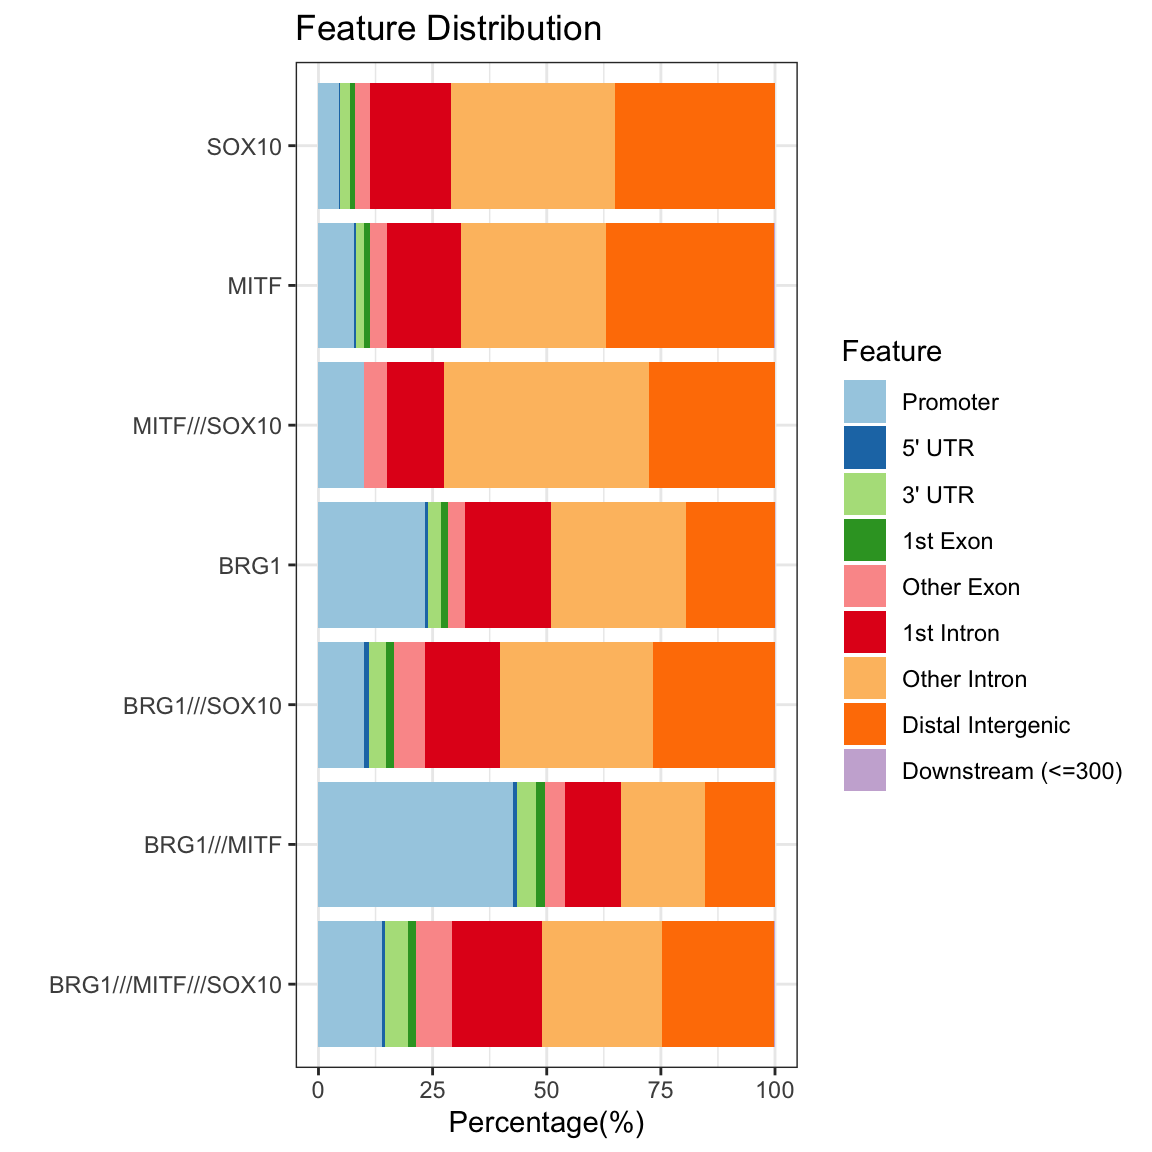 Feature Distribution
SOX10
MITF
MITF///SOX10
BRG1
BRG1///SOX10
BRG1///MITF
BRG1///MITF///SOX10
0 25 50 75 100
Percentage(%)
Feature
Promoter
5' UTR
3' UTR
1st Exon
Other Exon
1st Intron
Other Intron
Distal Intergenic
Downstream (<=300)